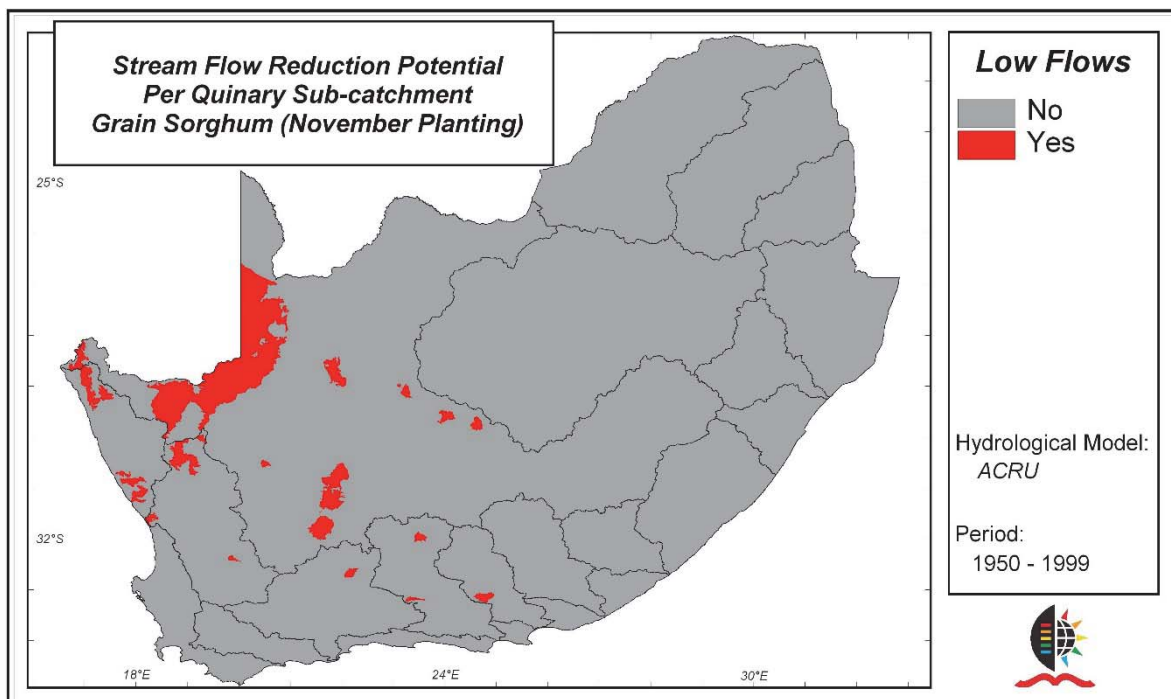 Stream Flow Reduction Potential
Per Quinary Sub-catchment
Grain Sorghum (November Planting)
Low Flows
No
Yes
25°S
32°S
18°E
24°E
30°E
Hydrological Model:
ACRU
Period:
1950 - 1999